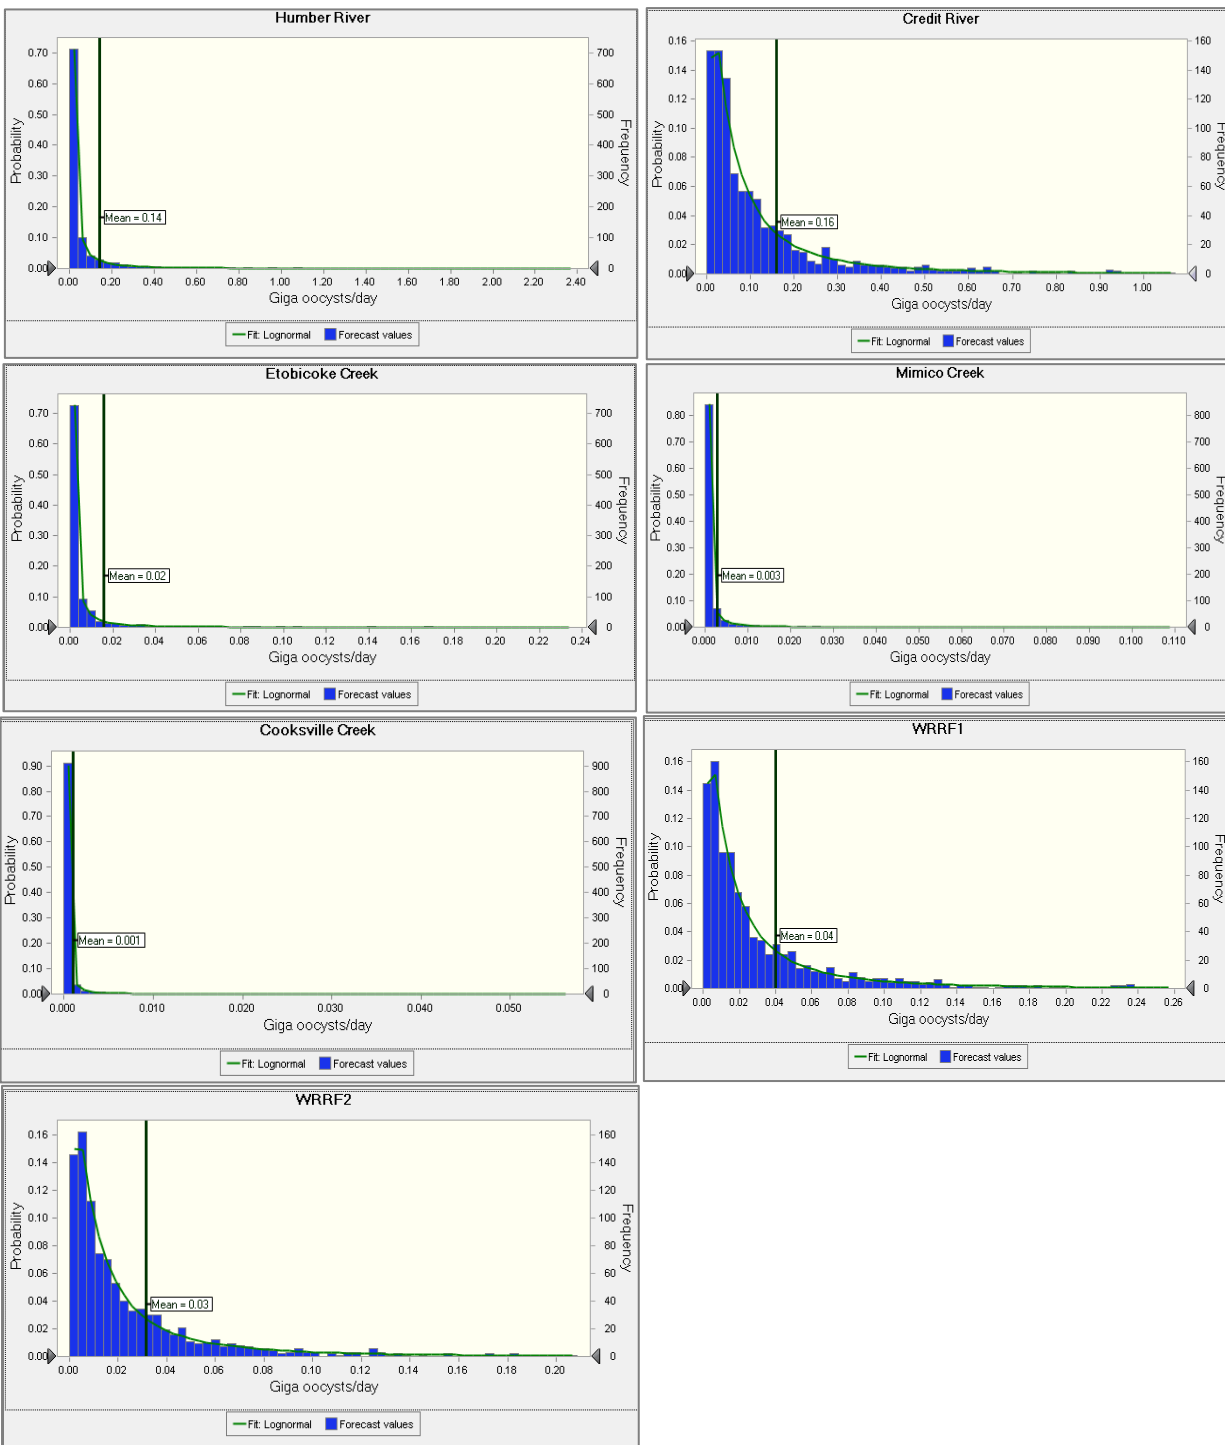 Humber River
Probability
Frequency
0.70
0.60
0.50
0.40
0.30
0.20
0.10
0.00
700
600
500
400
300
200
100
0
Mean = 0.14
0.00 0.20 0.40 0.60 0.80 1.00 1.20 1.40 1.60 1.80 2.00 2.20 2.40
Giga oocysts/day
Fit: Lognormal Forecast values
Credit River
Probability
Frequency
0.16
0.14
0.12
0.10
0.08
0.06
0.04
0.02
0.00
160
140
120
100
80
60
40
20
0
Mean = 0.16
0.00 0.10 0.20 0.30 0.40 0.50 0.60 0.70 0.80 0.90 1.00
Giga oocysts/day
Fit: Lognormal Forecast values
Etobicoke Creek
Probability
Frequency
0.70
0.60
0.50
0.40
0.30
0.20
0.10
0.00
700
600
500
400
300
200
100
0
Mean = 0.02
0.00 0.02 0.04 0.06 0.08 0.10 0.12 0.14 0.16 0.18 0.20 0.22 0.24
Giga oocysts/day
Fit: Lognormal Forecast values
Mimico Creek
Probability
Frequency
0.80
0.70
0.60
0.50
0.40
0.30
0.20
0.10
0.00
800
700
600
500
400
300
200
100
0
Mean = 0.003
0.000 0.010 0.020 0.030 0.040 0.050 0.060 0.070 0.080 0.090 0.100 0.110
Giga oocysts/day
Fit: Lognormal Forecast values
Cooksville Creek
Probability
Frequency
0.90
0.80
0.70
0.60
0.50
0.40
0.30
0.20
0.10
0.00
900
800
700
600
500
400
300
200
100
0
Mean = 0.001
0.000 0.010 0.020 0.030 0.040 0.050
Giga oocysts/day
Fit: Lognormal Forecast values
WRRF1
Probability
Frequency
0.16
0.14
0.12
0.10
0.08
0.06
0.04
0.02
0.00
160
140
120
100
80
60
40
20
0
Mean = 0.04
0.00 0.02 0.04 0.06 0.08 0.10 0.12 0.14 0.16 0.18 0.20 0.22 0.24 0.26
Giga oocysts/day
Fit: Lognormal Forecast values
WRRF2
Probability
Frequency
0.16
0.14
0.12
0.10
0.08
0.06
0.04
0.02
0.00
160
140
120
100
80
60
40
20
0
Mean = 0.03
0.00 0.02 0.04 0.06 0.08 0.10 0.12 0.14 0.16 0.18 0.20
Giga oocysts/day
Fit: Lognormal Forecast values